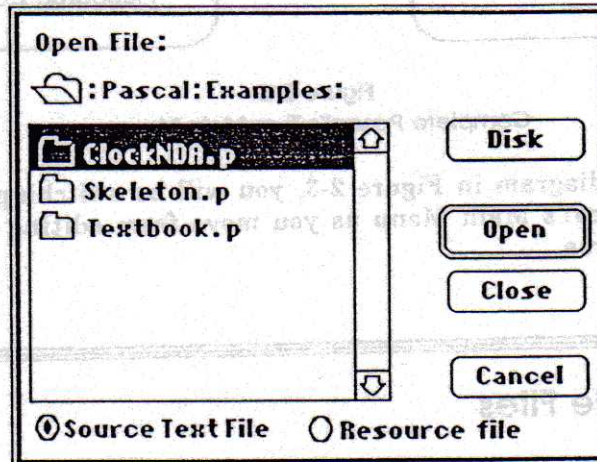 Open File:
:Pascal:Examples:
ClockNDA.p
Skeleton.p
Textbook.p
Disk
Open
Close
Cancel
Source Text File
Resource file